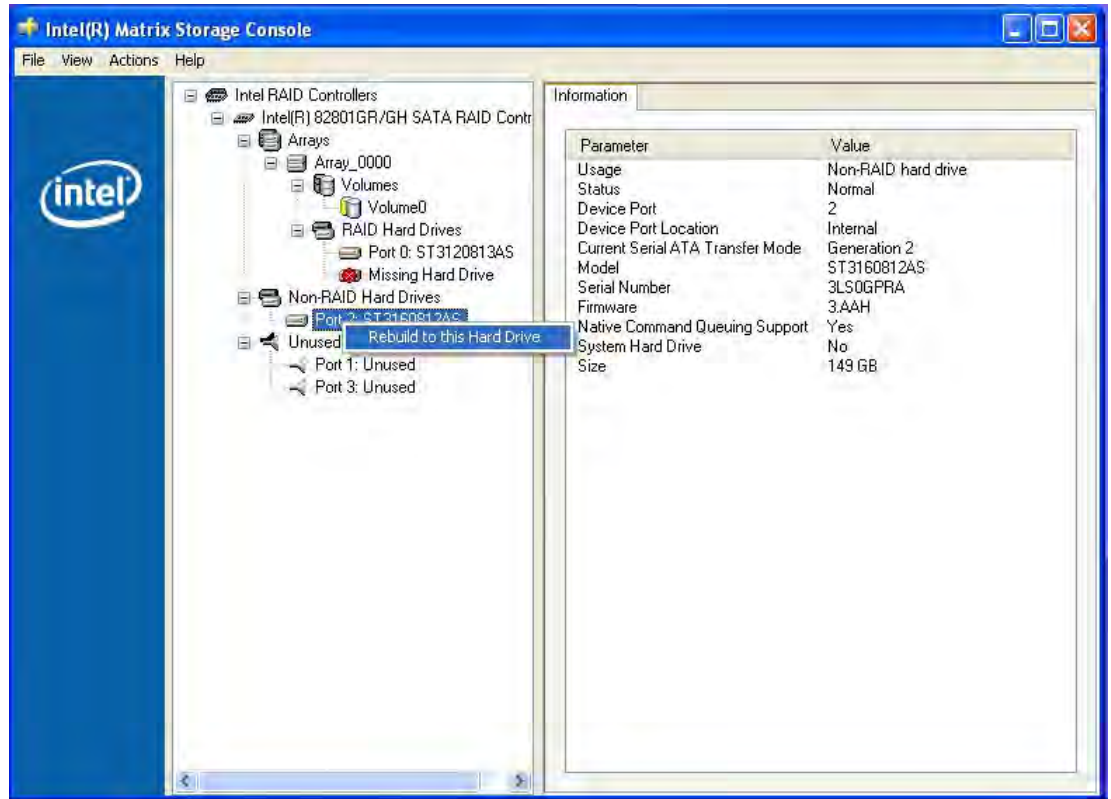 Intel(R) Matrix Storage Console
File View Actions Help
intel
Intel RAID Controllers
Intel(R) 82801GR/GH SATA RAID Contr
Arrays
Array_0000
Volumes
Volume0
RAID Hard Drives
Port 0: ST3120813AS
Missing Hard Drive
Non-RAID Hard Drives
Port 2: ST3160812AS
Rebuild to this Hard Drive
Unused
Port 1: Unused
Port 3: Unused
Information
Parameter Value
Usage Non-RAID hard drive
Status Normal
Device Port 2
Device Port Location Internal
Current Serial ATA Transfer Mode Generation 2
Model ST3160812AS
Serial Number 3LS0GPRA
Firmware 3.AAH
Native Command Queuing Support Yes
System Hard Drive No
Size 149 GB